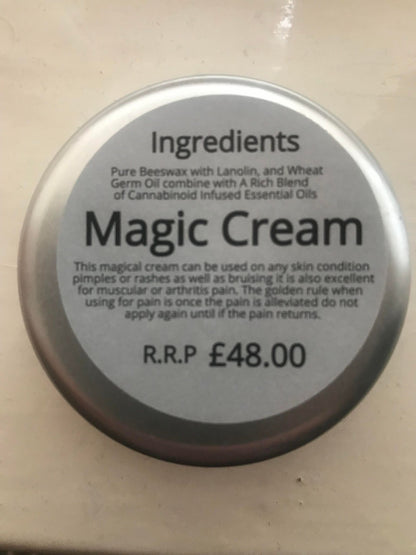 Ingredients
Pure Beeswax with Lanolin, and Wheat
Germ Oil combine with A Rich Blend
of Cannabinoid Infused Essential Oils
Magic Cream
This magical cream can be used on any skin condition
pimples or rashes as well as bruising it is also excellent
for muscular or arthritis pain. The golden rule when
using for pain is once the pain is alleviated do not
apply again until if the pain returns.
R.R.P £48.00